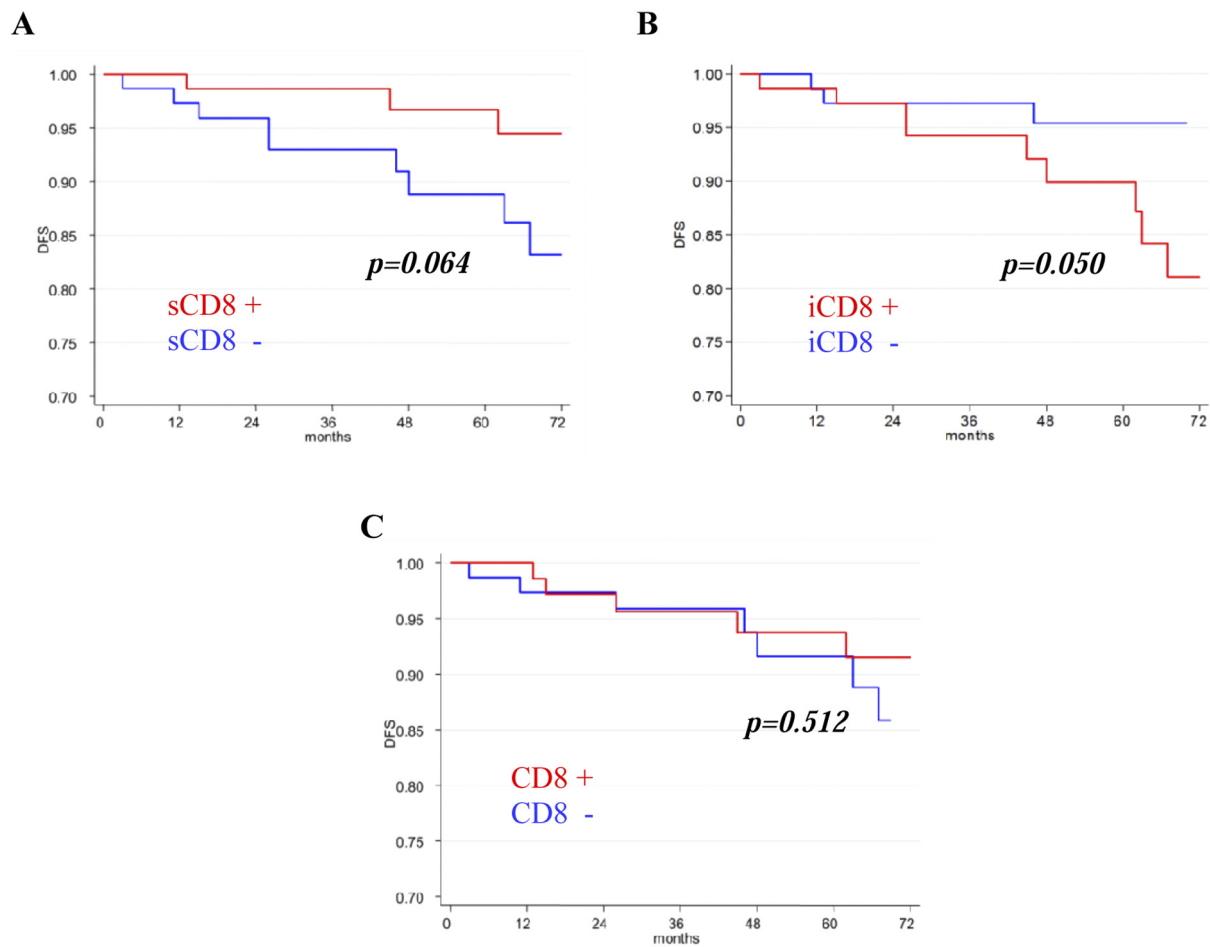 A
1.00
0.95
0.90
0.85
DFS
0.80
0.75
0.70
p=0.064
sCD8 +
sCD8 -
0 12 24 36 48 60 72
months
B
1.00
0.95
0.90
0.85
DFS
0.80
0.75
0.70
p=0.050
iCD8 +
iCD8 -
0 12 24 36 48 60 72
months
C
1.00
0.95
0.90
0.85
DFS
0.80
0.75
0.70
p=0.512
CD8 +
CD8 -
0 12 24 36 48 60 72
months